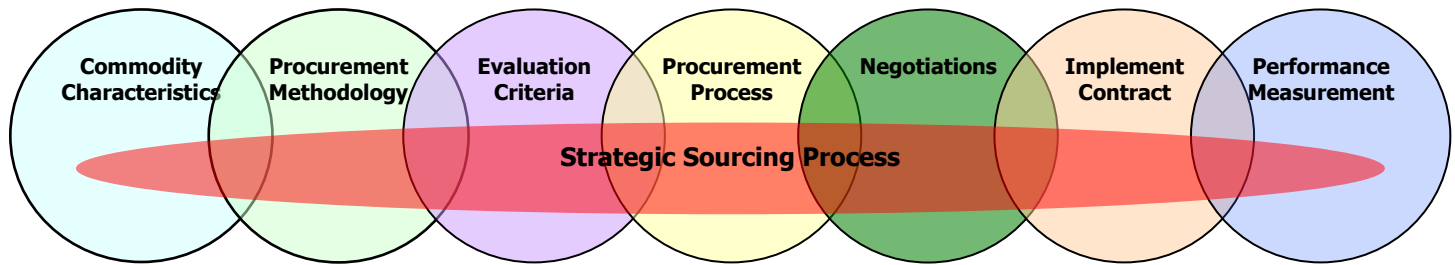 Commodity
Characteristics
Procurement
Methodology
Evaluation
Criteria
Procurement
Process
Negotiations
Implement
Contract
Performance
Measurement
Strategic Sourcing Process